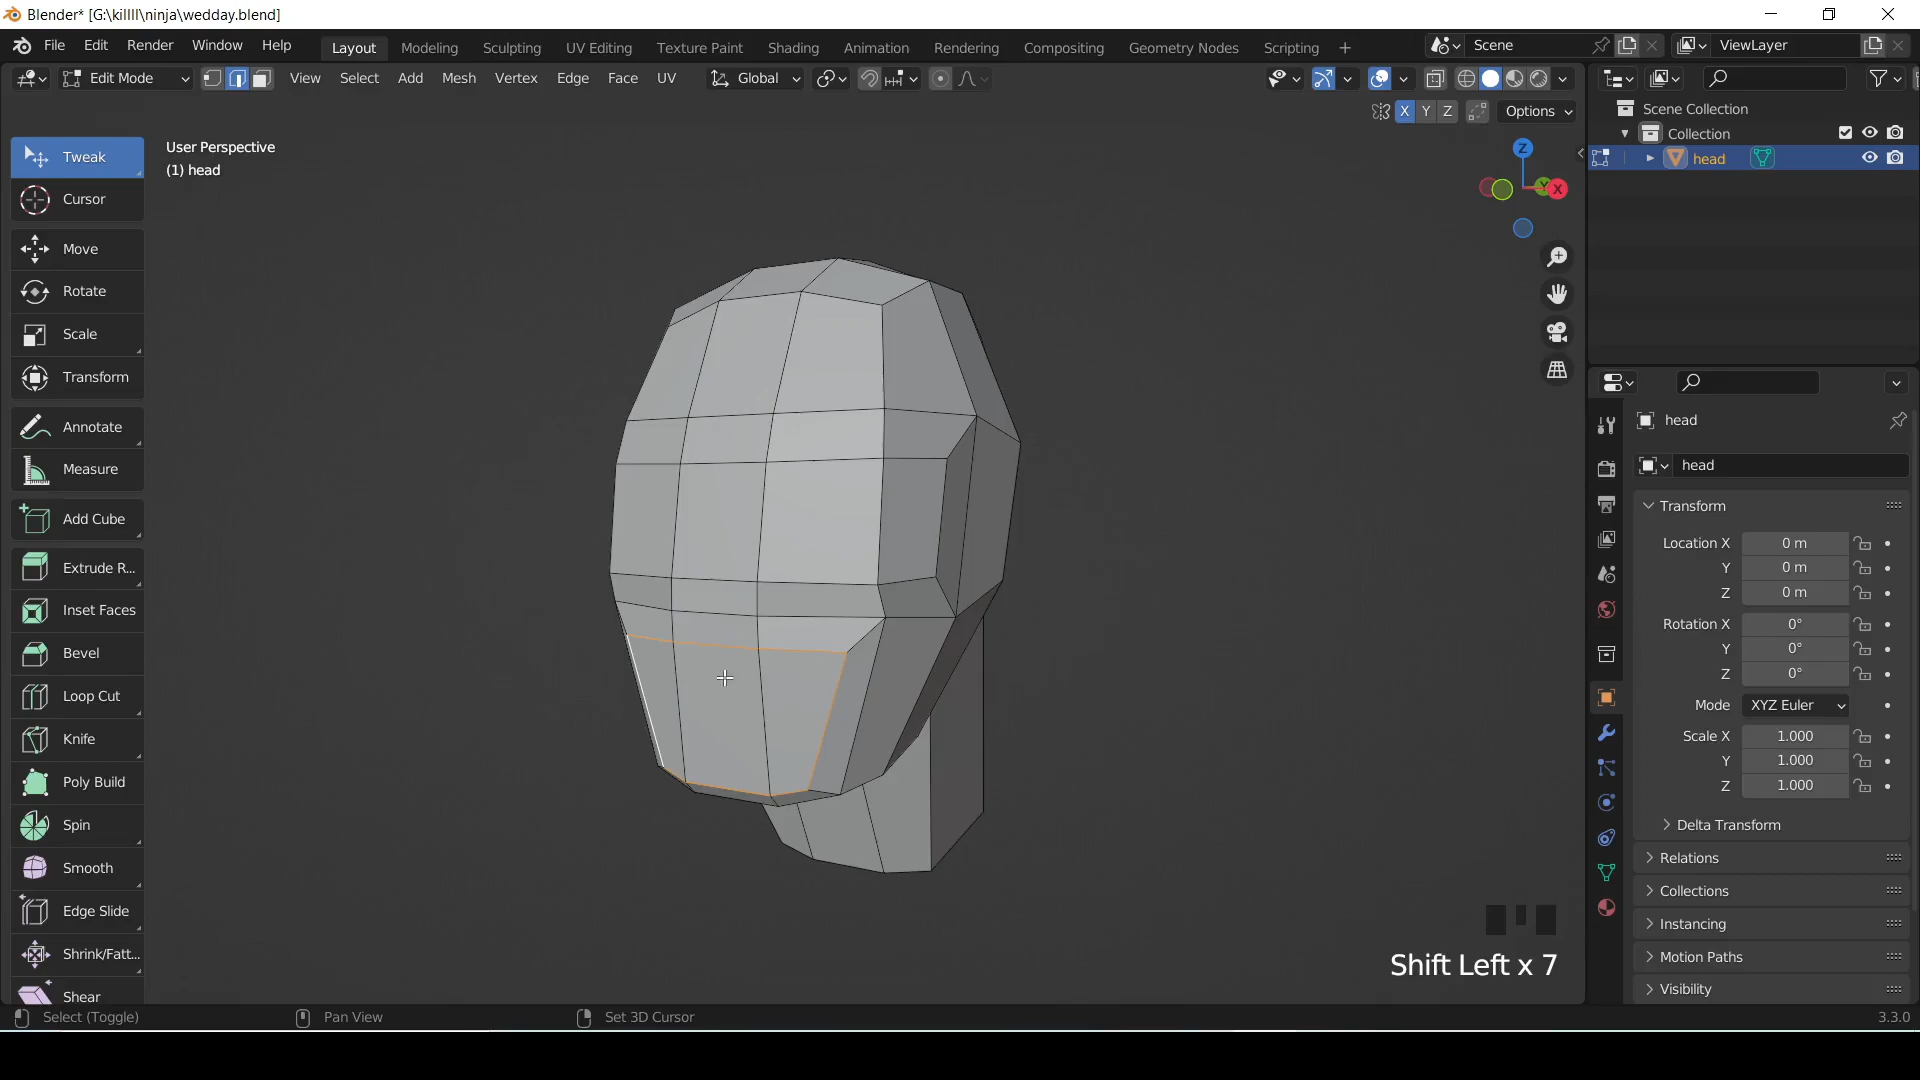 Blender* [G:\killll\ninja\wedday.blend]
File Edit Render Window Help Layout Modeling Sculpting UV Editing Texture Paint Shading Animation Rendering Compositing Geometry Nodes Scripting + Scene ViewLayer
Edit Mode View Select Add Mesh Vertex Edge Face UV Global
X Y Z Options
User Perspective
(1) head
Tweak
Cursor
Move
Rotate
Scale
Transform
Annotate
Measure
Add Cube
Extrude R...
Inset Faces
Bevel
Loop Cut
Knife
Poly Build
Spin
Smooth
Edge Slide
Shrink/Fatt...
Shear
Z
Y
X
Shift Left x 7
Scene Collection
Collection
head
head
head
Transform
Location X 0 m
Y 0 m
Z 0 m
Rotation X 0°
Y 0°
Z 0°
Mode XYZ Euler
Scale X 1.000
Y 1.000
Z 1.000
Delta Transform
Relations
Collections
Instancing
Motion Paths
Visibility
Select (Toggle) Pan View Set 3D Cursor 3.3.0